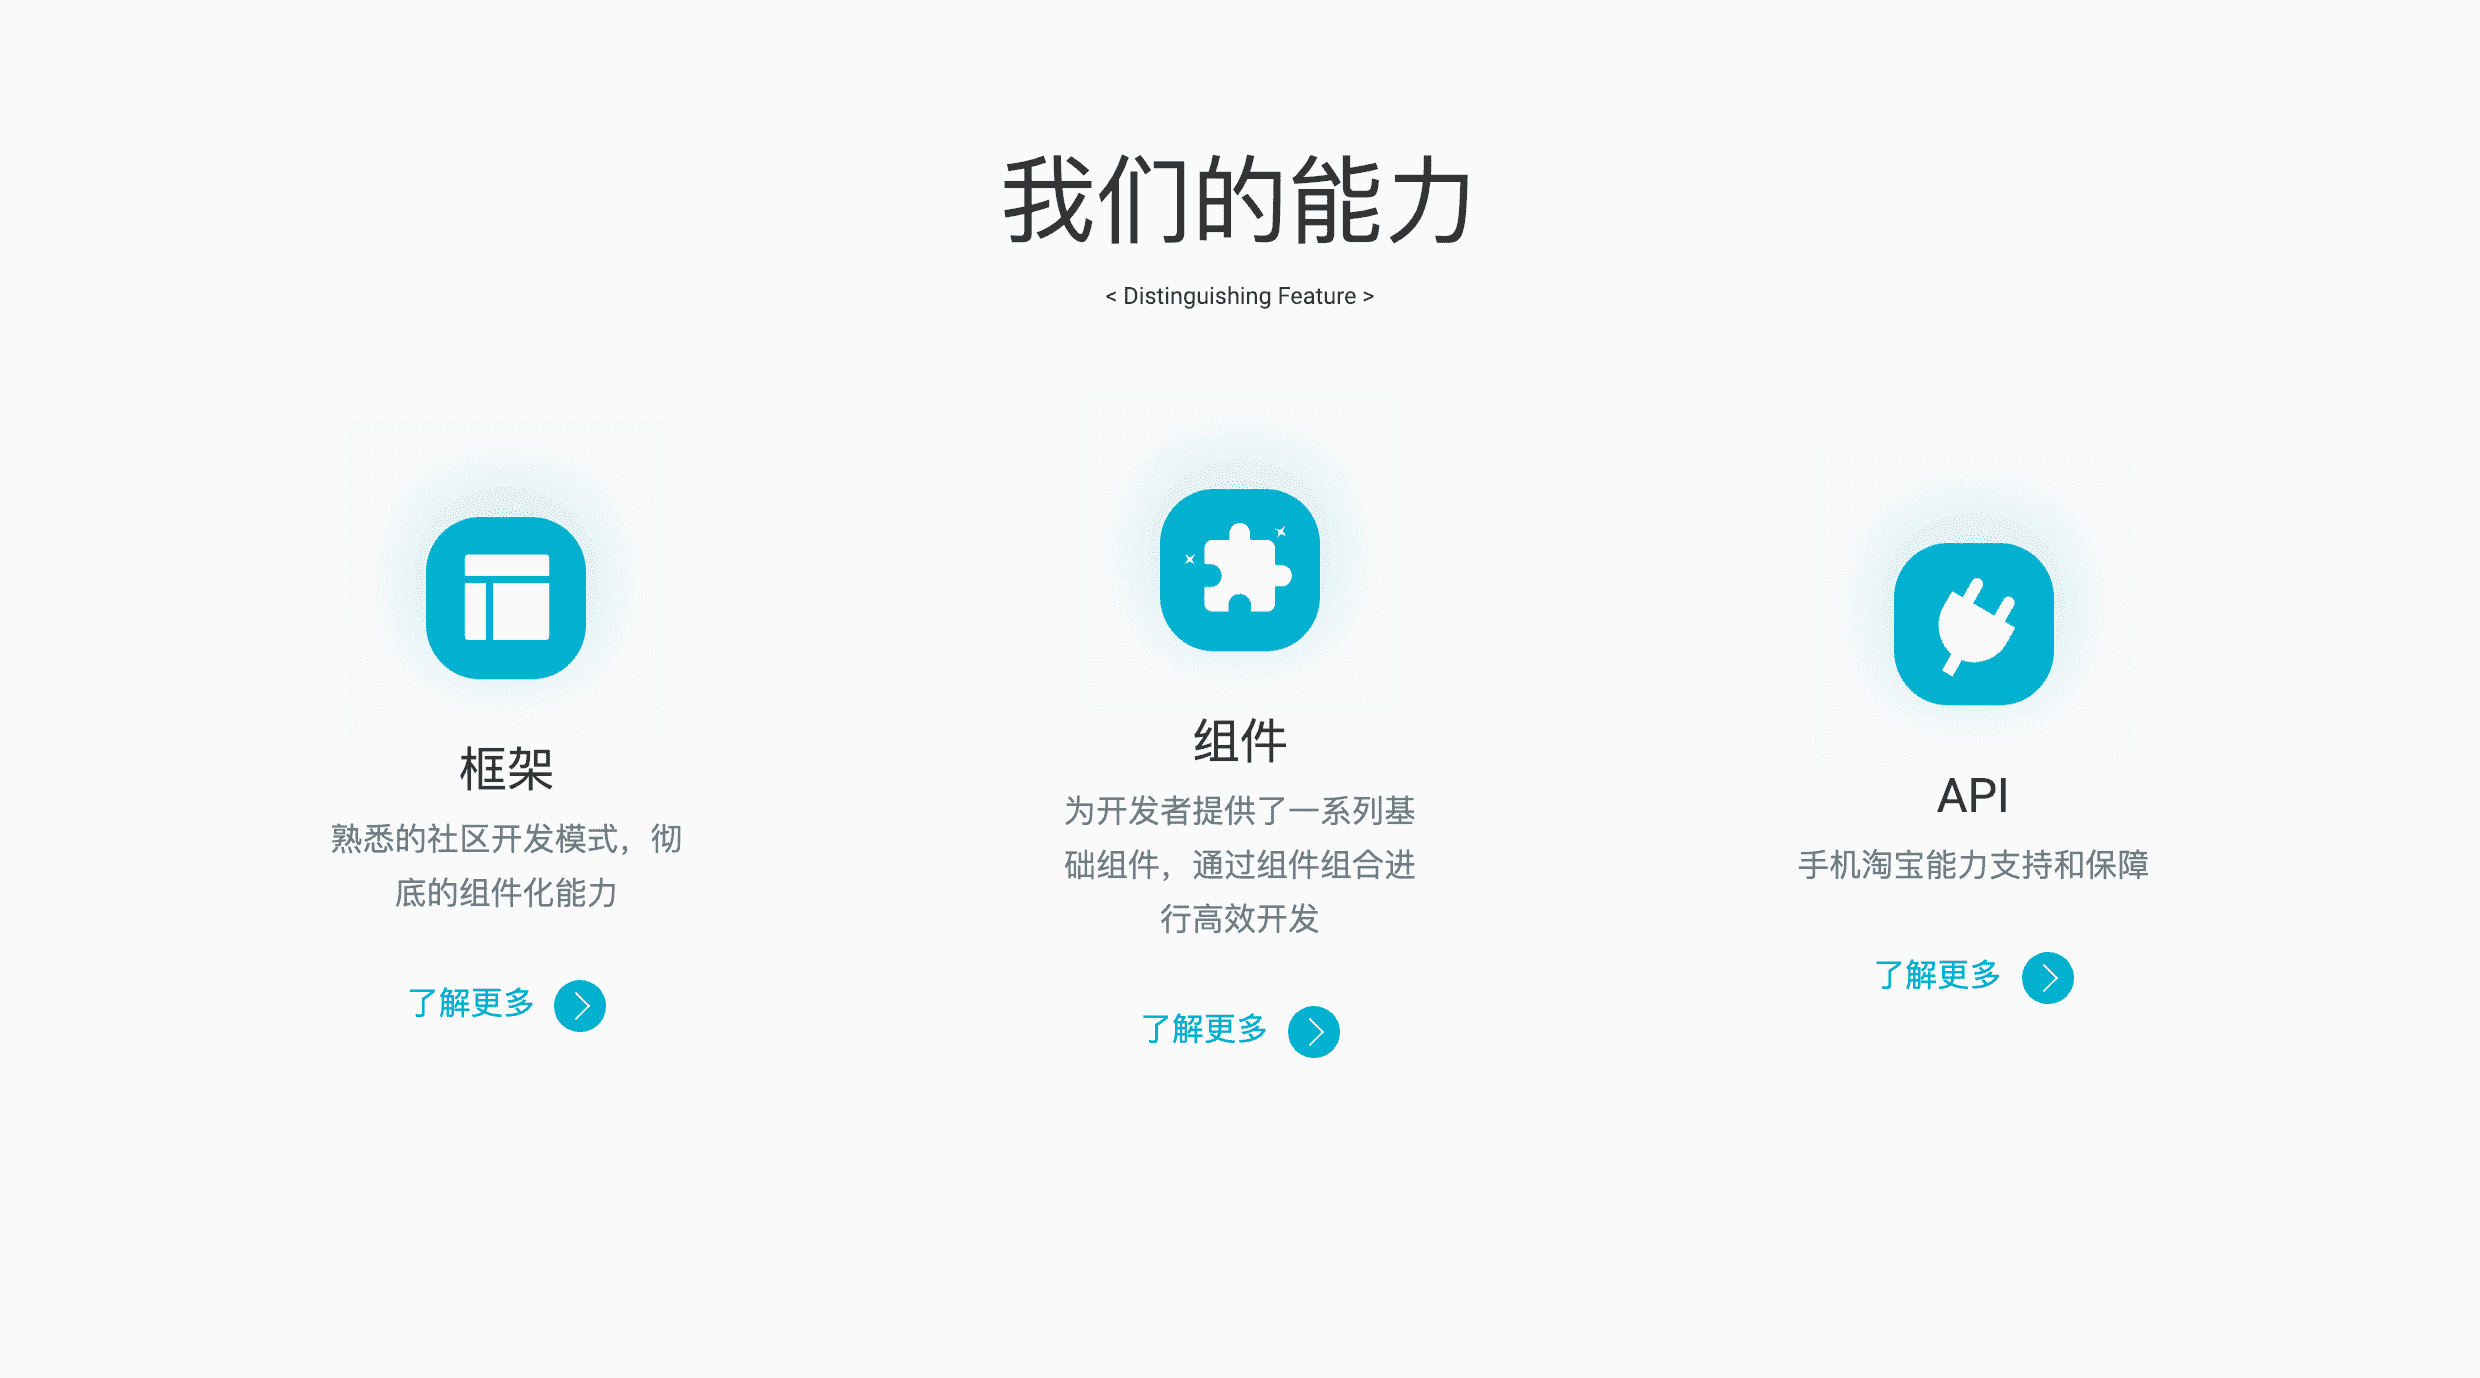 我们的能力
< Distinguishing Feature >
框架
熟悉的社区开发模式，彻
底的组件化能力
了解更多
组件
为开发者提供了一系列基
础组件，通过组件组合进
行高效开发
了解更多
API
手机淘宝能力支持和保障
了解更多